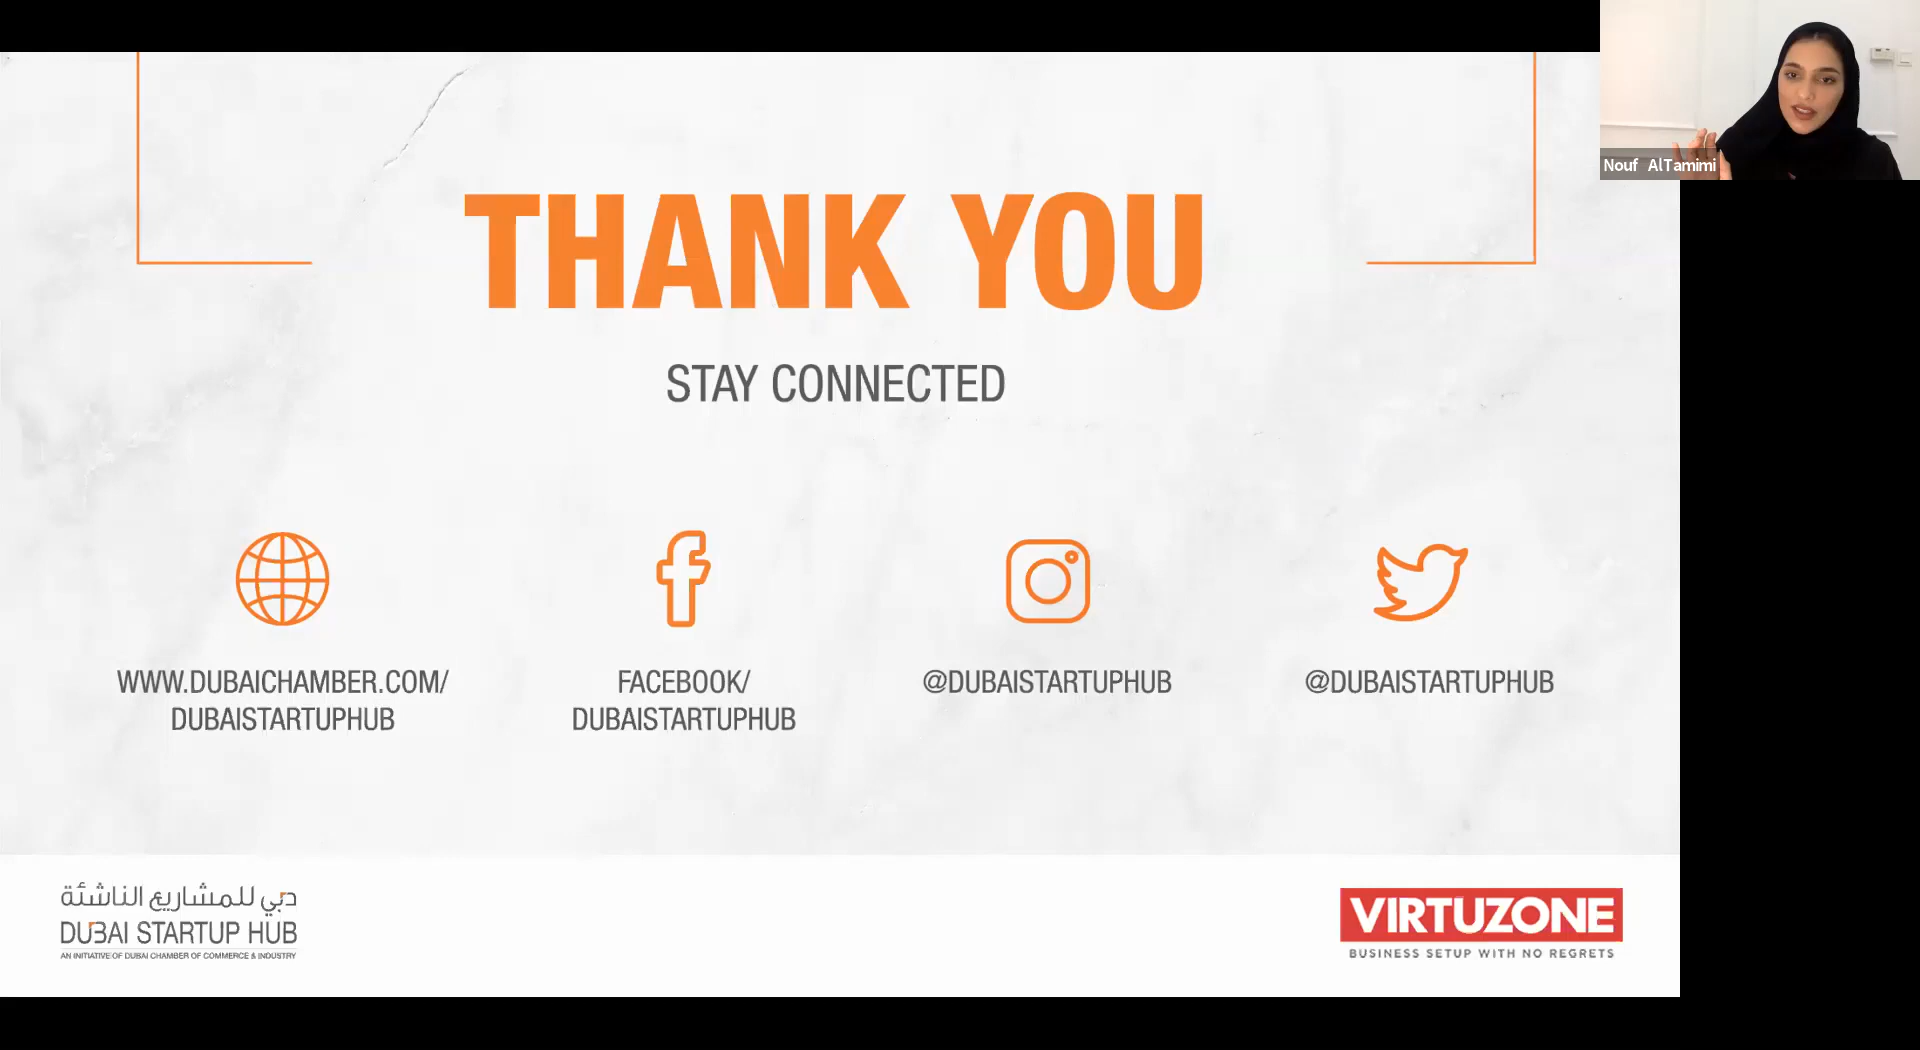 Nouf AlTamimi
THANK YOU
STAY CONNECTED
WWW.DUBAICHAMBER.COM/
DUBAISTARTUPHUB
FACEBOOK/
DUBAISTARTUPHUB
@DUBAISTARTUPHUB
@DUBAISTARTUPHUB
دبي للمشاريع الناشئة
DUBAI STARTUP HUB
AN INITIATIVE OF DUBAI CHAMBER OF COMMERCE & INDUSTRY
VIRTUZONE
BUSINESS SETUP WITH NO REGRETS